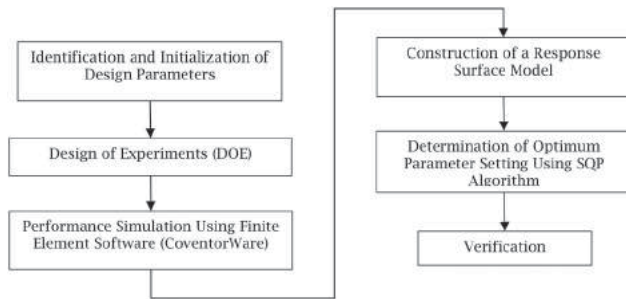 Identification and Initialization of
Design Parameters
Design of Experiments (DOE)
Performance Simulation Using Finite
Element Software (CoventorWare)
Construction of a Response
Surface Model
Determination of Optimum
Parameter Setting Using SQP
Algorithm
Verification